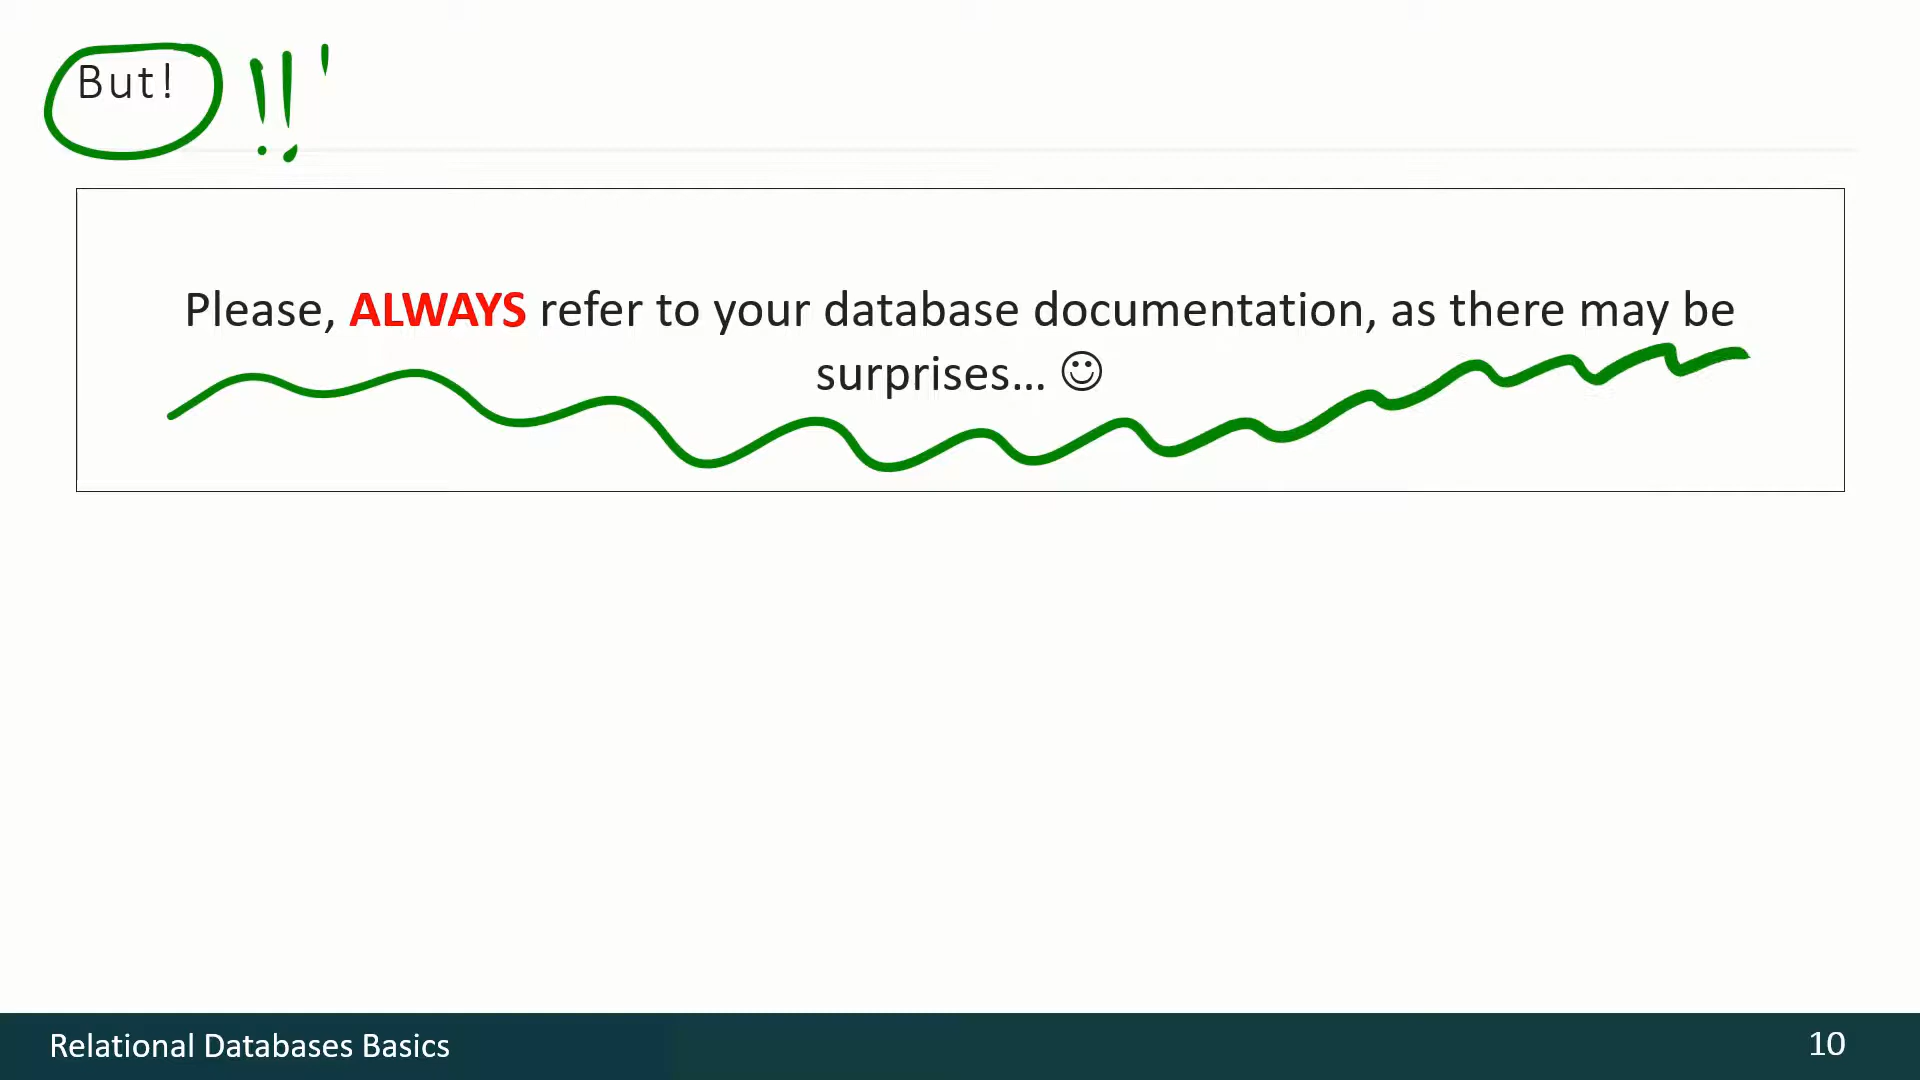 But! !!'
Please, ALWAYS refer to your database documentation, as there may be
surprises... ☺
Relational Databases Basics
10